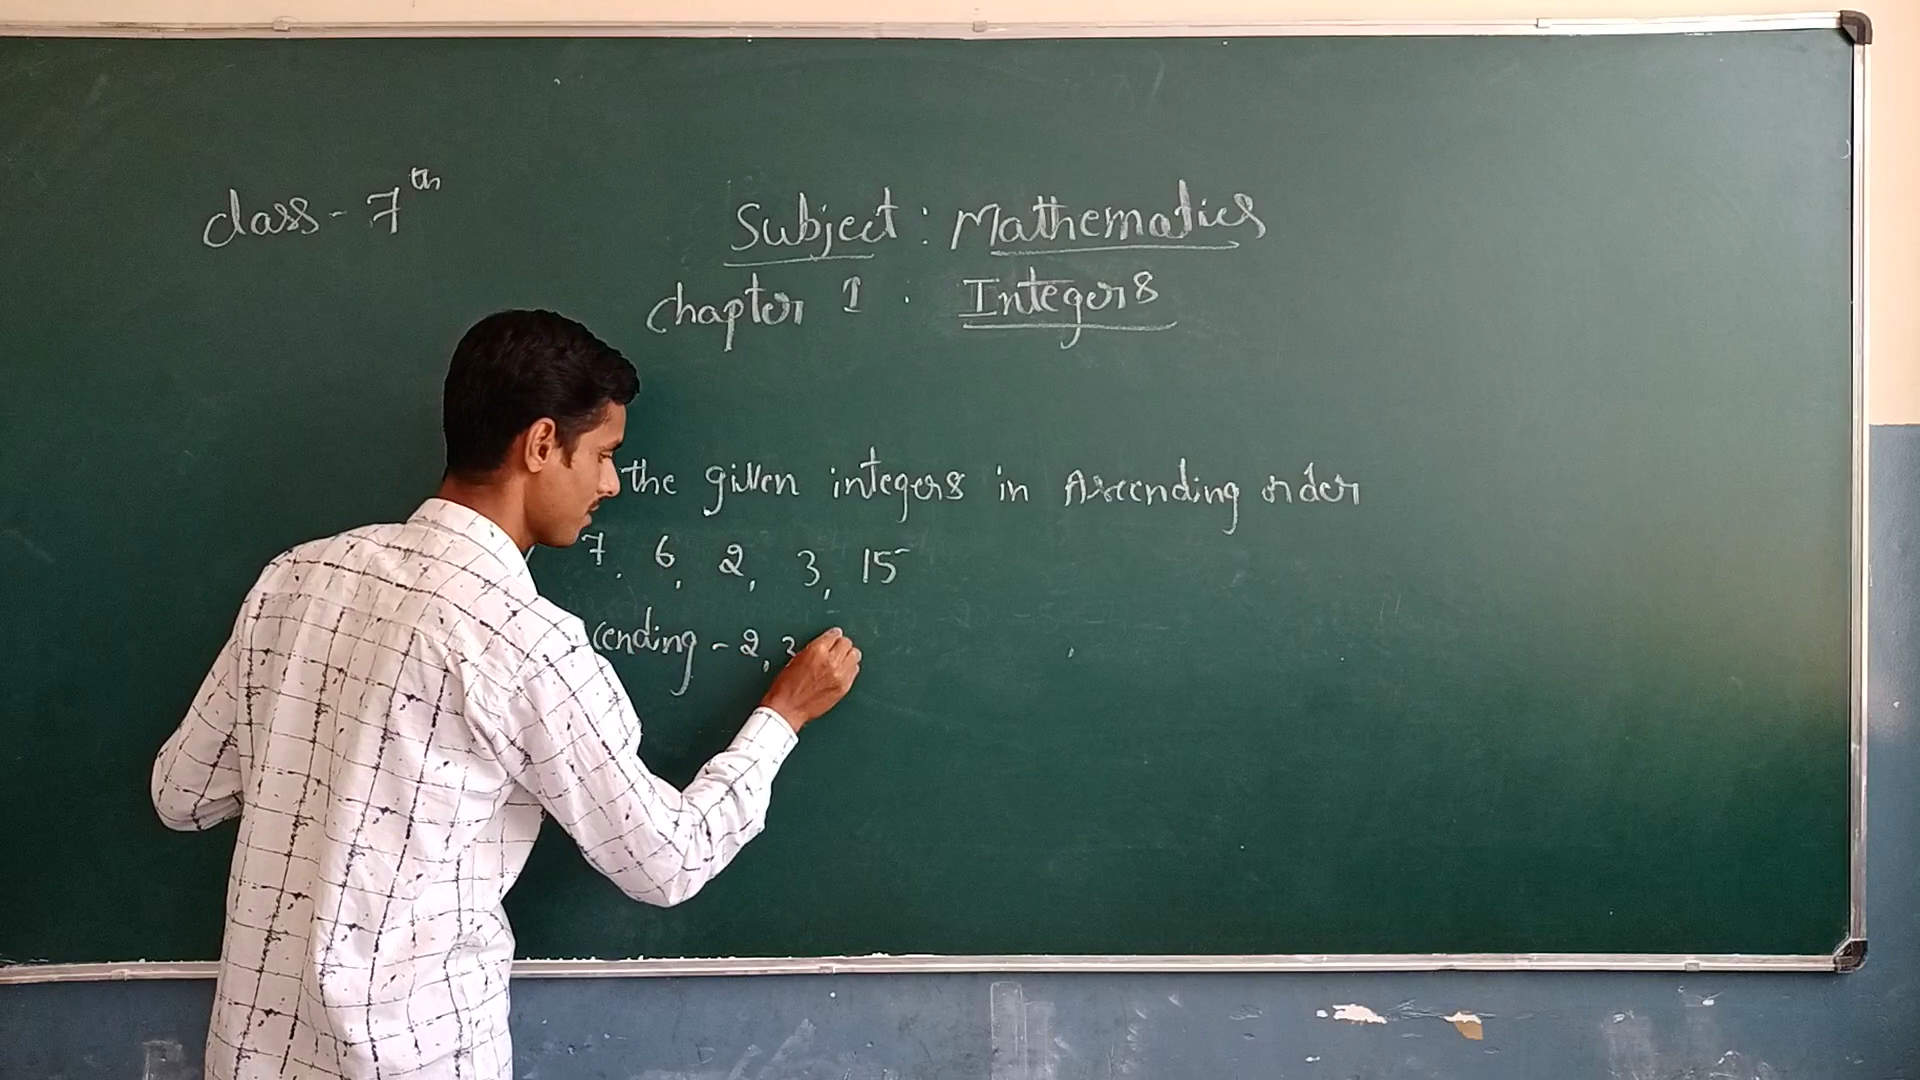 class - 7th
Subject : Mathematics
chapter 1 . Integers
the given integers in Ascending order
7, 6, 2, 3, 15
cending - 2, 3